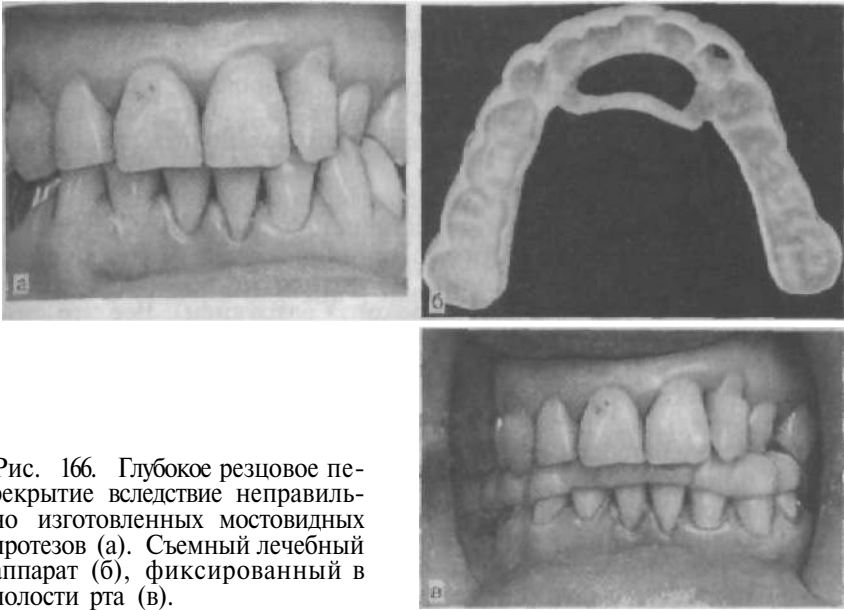 а
б
в
Рис. 166. Глубокое резцовое пе-
рекрытие вследствие неправиль-
но изготовленных мостовидных
протезов (а). Съемный лечебный
аппарат (б), фиксированный в
полости рта (в).